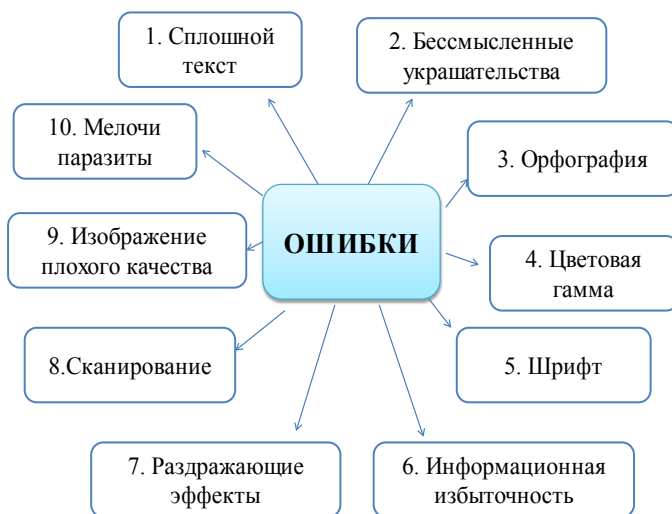 1. Сплошной
текст
2. Бессмысленные
украшательства
10. Мелочи
паразиты
3. Орфография
ОШИБКИ
9. Изображение
плохого качества
4. Цветовая
гамма
8.Сканирование
5. Шрифт
7. Раздражающие
эффекты
6. Информационная
избыточность